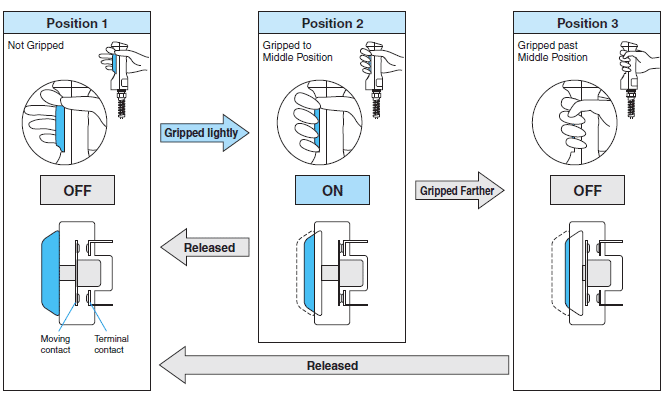 Position 1
Not Gripped
OFF
Moving
contact
Terminal
contact
Gripped lightly
Released
Position 2
Gripped to
Middle Position
ON
Gripped Farther
Released
Position 3
Gripped past
Middle Position
OFF